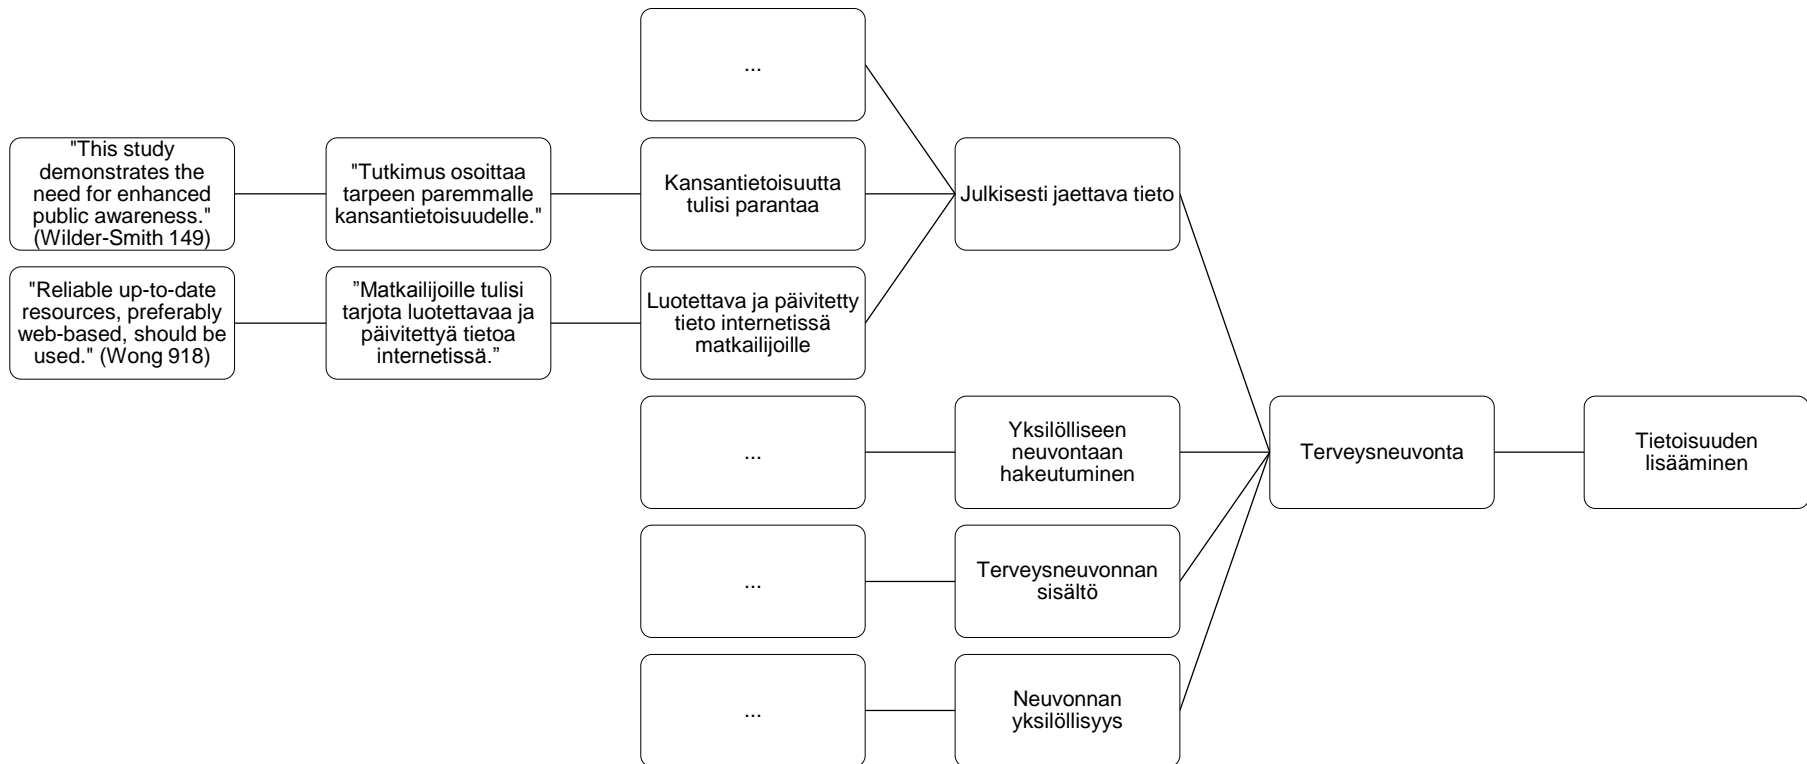 ...
"This study
demonstrates the
need for enhanced
public awareness."
(Wilder-Smith 149)
"Tutkimus osoittaa
tarpeen paremmalle
kansantietoisuudelle."
Kansantietoisuutta
tulisi parantaa
Julkisesti jaettava tieto
"Reliable up-to-date
resources, preferably
web-based, should be
used." (Wong 918)
”Matkailijoille tulisi
tarjota luotettavaa ja
päivitettyä tietoa
internetissä.”
Luotettava ja päivitetty
tieto internetissä
matkailijoille
...
Yksilölliseen
neuvontaan
hakeutuminen
Terveysneuvonta
Tietoisuuden
lisääminen
...
Terveysneuvonnan
sisältö
...
Neuvonnan
yksilöllisyys